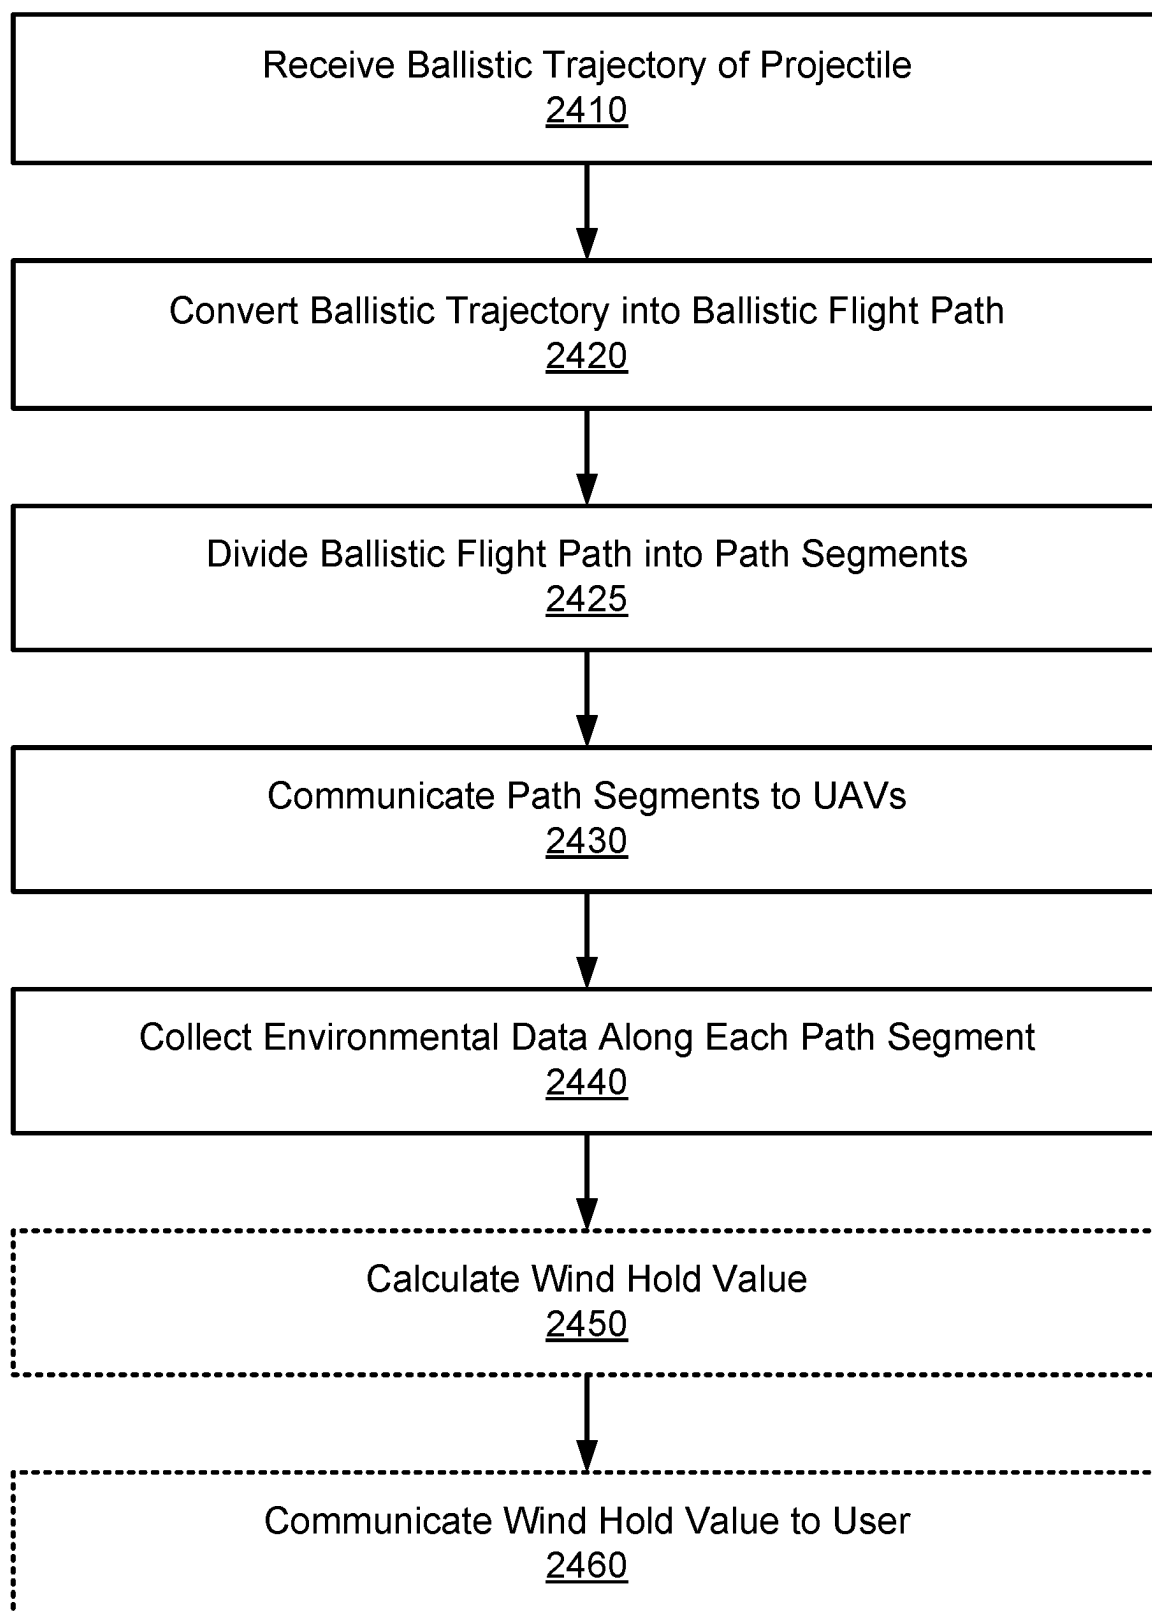 Receive Ballistic Trajectory of Projectile
2410
Convert Ballistic Trajectory into Ballistic Flight Path
2420
Divide Ballistic Flight Path into Path Segments
2425
Communicate Path Segments to UAVs
2430
Collect Environmental Data Along Each Path Segment
2440
Calculate Wind Hold Value
2450
Communicate Wind Hold Value to User
2460